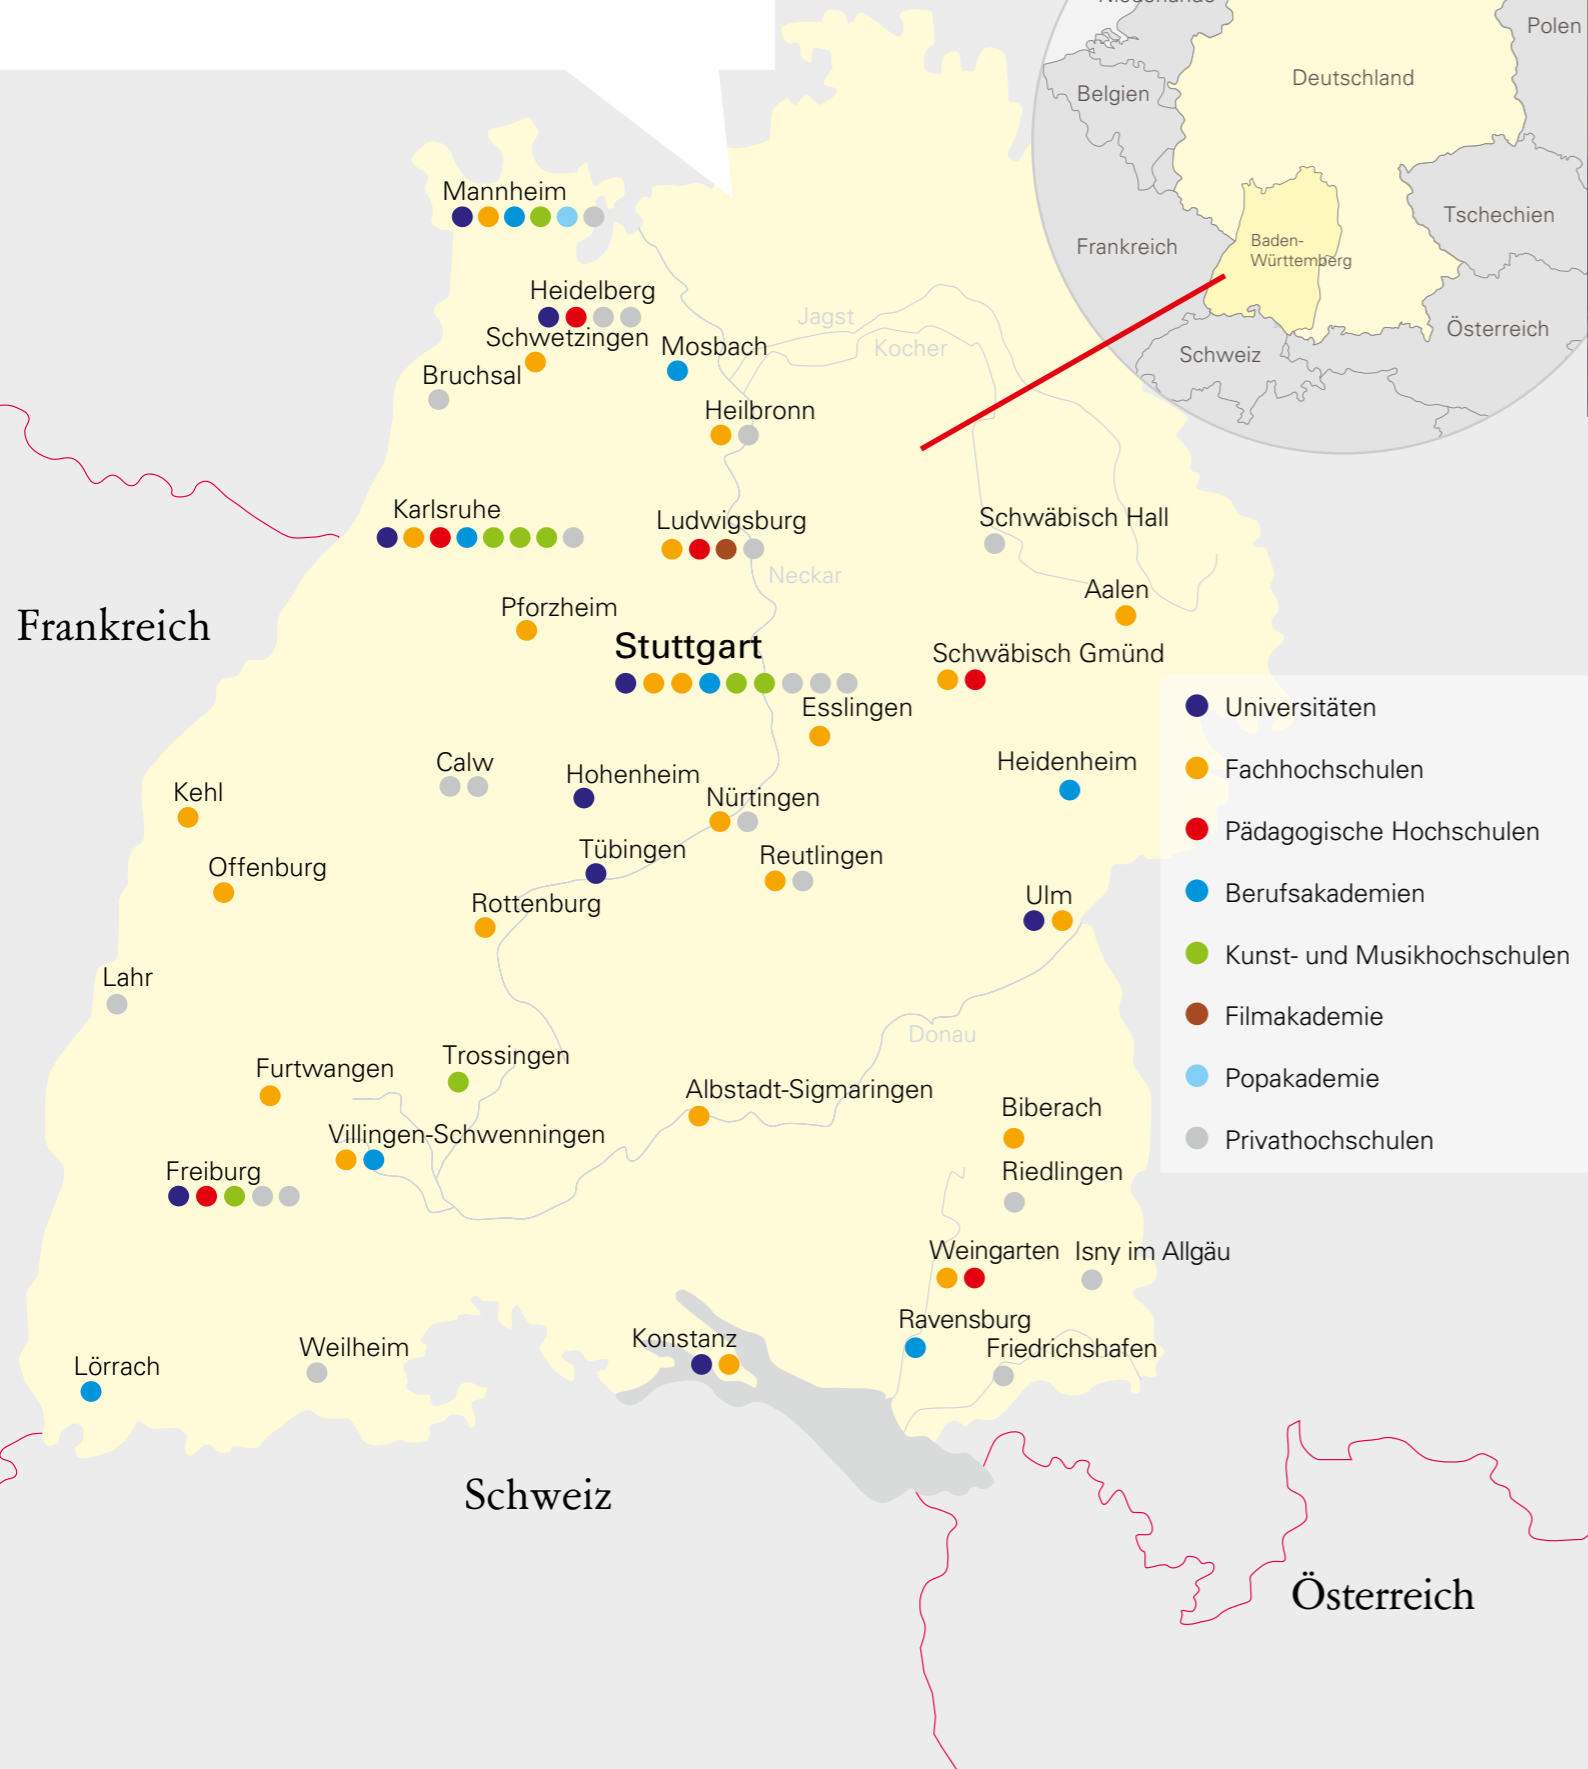 Niederlande
Polen
Deutschland
Belgien
Tschechien
Frankreich
Baden-
Württemberg
Österreich
Schweiz
Mannheim
Heidelberg
Schwetzingen
Mosbach
Bruchsal
Heilbronn
Jagst
Kocher
Karlsruhe
Ludwigsburg
Schwäbisch Hall
Neckar
Aalen
Pforzheim
Frankreich
Stuttgart
Schwäbisch Gmünd
Esslingen
Calw
Hohenheim
Heidenheim
Kehl
Nürtingen
Tübingen
Reutlingen
Offenburg
Rottenburg
Ulm
Lahr
Donau
Trossingen
Furtwangen
Albstadt-Sigmaringen
Biberach
Villingen-Schwenningen
Freiburg
Riedlingen
Weingarten
Isny im Allgäu
Ravensburg
Konstanz
Friedrichshafen
Weilheim
Lörrach
Universitäten
Fachhochschulen
Pädagogische Hochschulen
Berufsakademien
Kunst- und Musikhochschulen
Filmakademie
Popakademie
Privathochschulen
Schweiz
Österreich